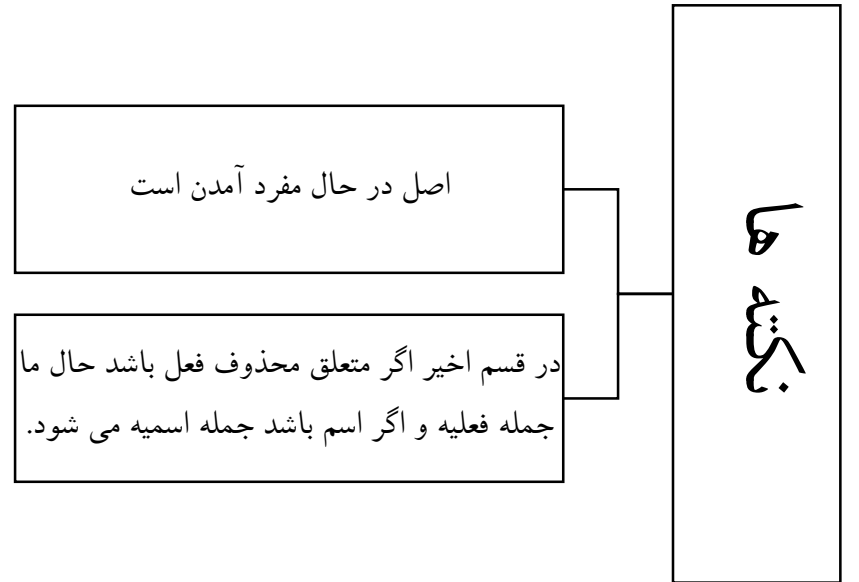 نکته ها
اصل در حال مفرد آمدن است
در قسم اخیر اگر متعلق محذوف فعل باشد حال ما
جمله فعلیه و اگر اسم باشد جمله اسمیه می شود.